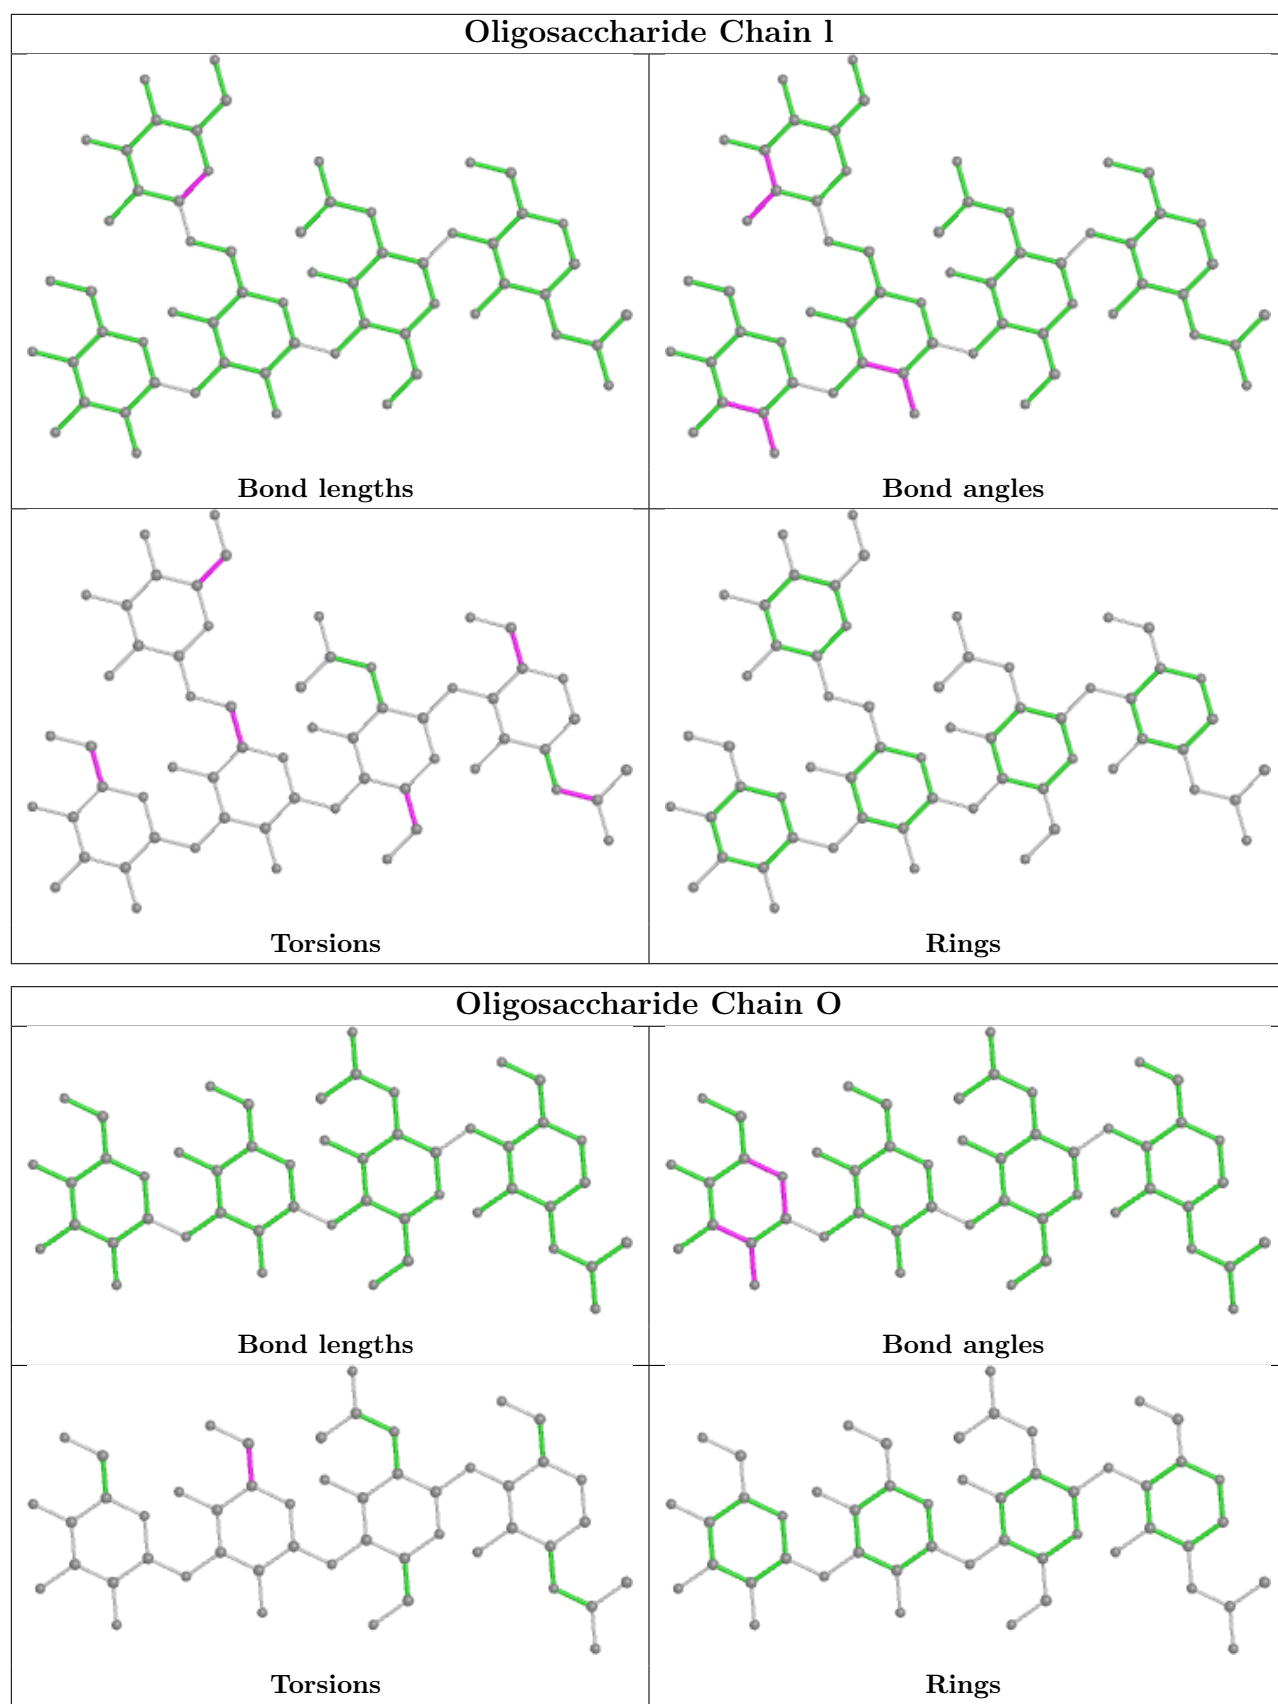 Oligosaccharide Chain l
Bond lengths
Bond angles
Torsions
Rings
Oligosaccharide Chain O
Bond lengths
Bond angles
Torsions
Rings